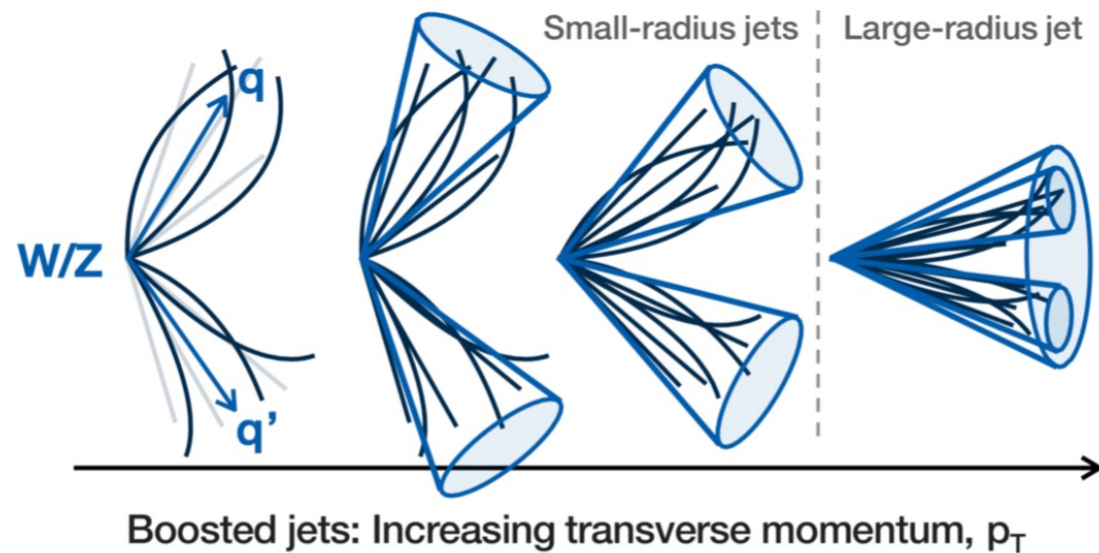 Small-radius jets
Large-radius jet
q
W/Z
q’
Boosted jets: Increasing transverse momentum, pT